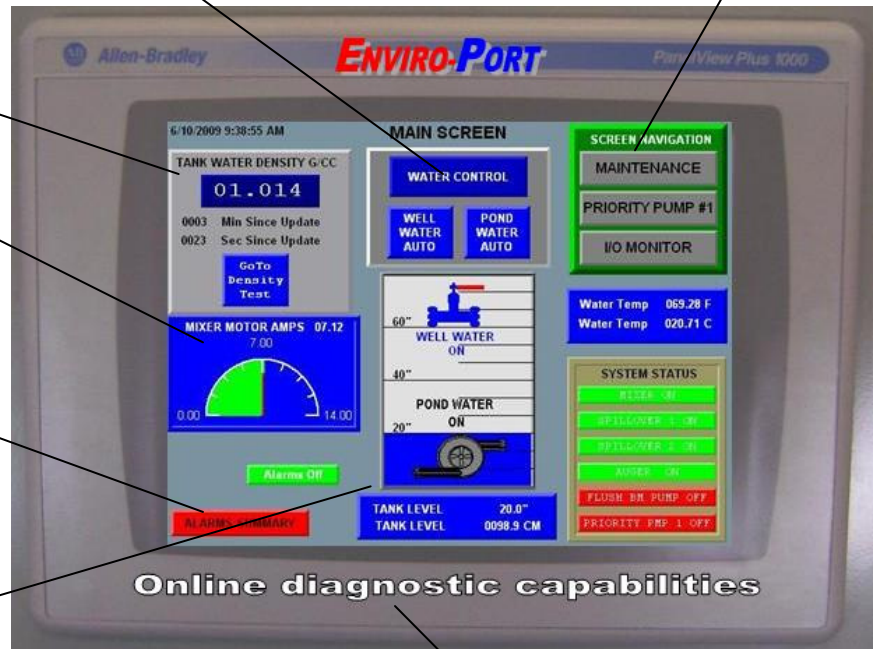 Allen-Bradley
ENVIRO-PORT
PanelView Plus 1000
6/10/2009 9:38:55 AM
MAIN SCREEN
TANK WATER DENSITY G/CC
01.014
0003 Min Since Update
0023 Sec Since Update
GoTo
Density
Test
WATER CONTROL
WELL
WATER
AUTO
POND
WATER
AUTO
SCREEN NAVIGATION
MAINTENANCE
PRIORITY PUMP #1
I/O MONITOR
MIXER MOTOR AMPS 07.12
7.00
0.00
14.00
60"
WELL WATER
ON
40"
POND WATER
ON
20"
Water Temp 069.28 F
Water Temp 020.71 C
SYSTEM STATUS
MIXER ON
SPILLOVER 1 ON
SPILLOVER 2 ON
AUGER ON
FLUSH BM PUMP OFF
PRIORITY PMP 1 OFF
Alarms Off
ALARMS SUMMARY
TANK LEVEL 20.0"
TANK LEVEL 0098.9 CM
Online diagnostic capabilities